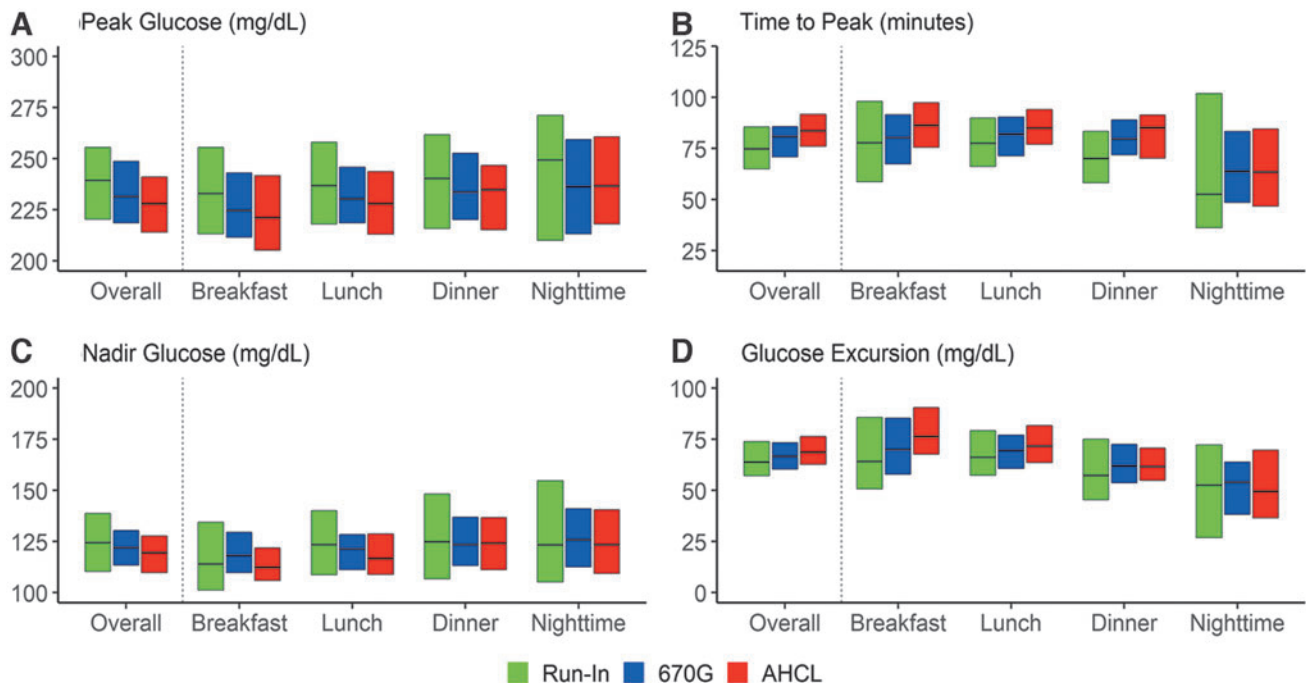 A Peak Glucose (mg/dL)
300
275
250
225
200
Overall Breakfast Lunch Dinner Nighttime
B Time to Peak (minutes)
125
100
75
50
25
Overall Breakfast Lunch Dinner Nighttime
C Nadir Glucose (mg/dL)
200
175
150
125
100
Overall Breakfast Lunch Dinner Nighttime
D Glucose Excursion (mg/dL)
100
75
50
25
0
Overall Breakfast Lunch Dinner Nighttime
Run-In 670G AHCL